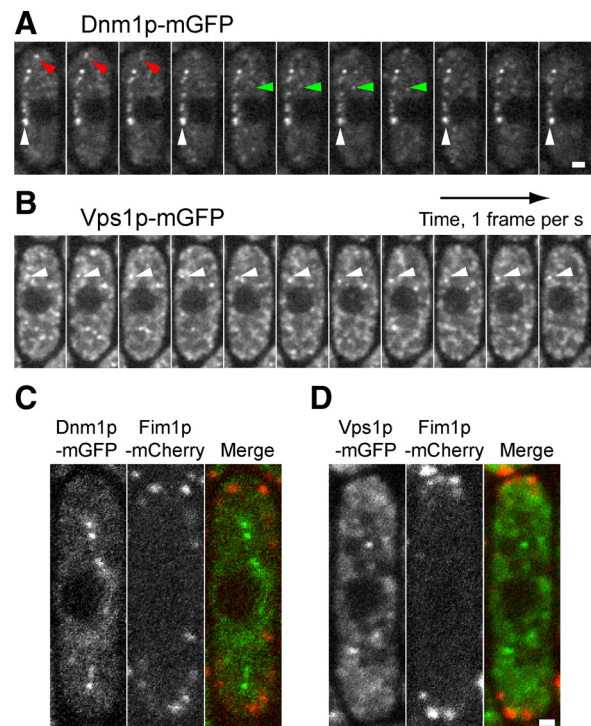 A
Dnm1p-mGFP
B
Vps1p-mGFP
Time, 1 frame per s
C
Dnm1p
-mGFP
Fim1p
-mCherry
Merge
D
Vps1p
-mGFP
Fim1p
-mCherry
Merge